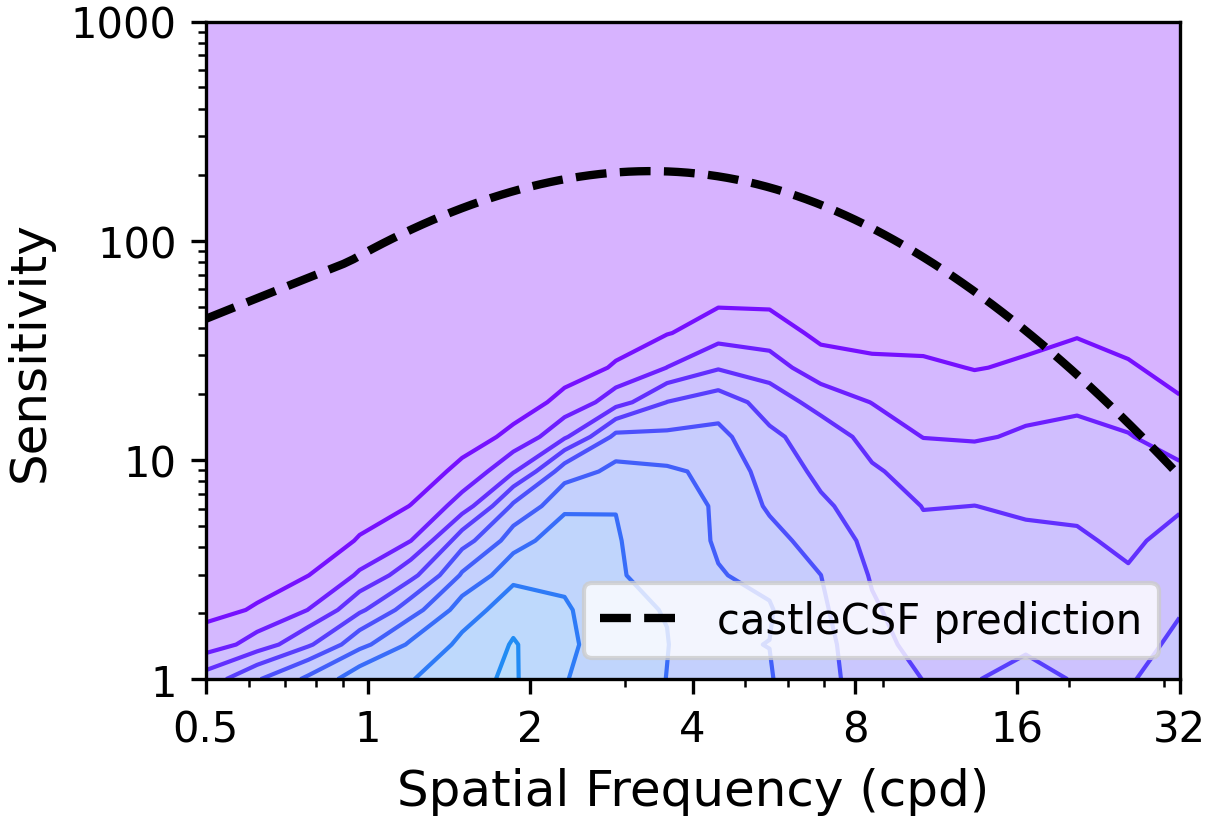 1000
100
10
1
Sensitivity
castleCSF prediction
0.5 1 2 4 8 16 32
Spatial Frequency (cpd)